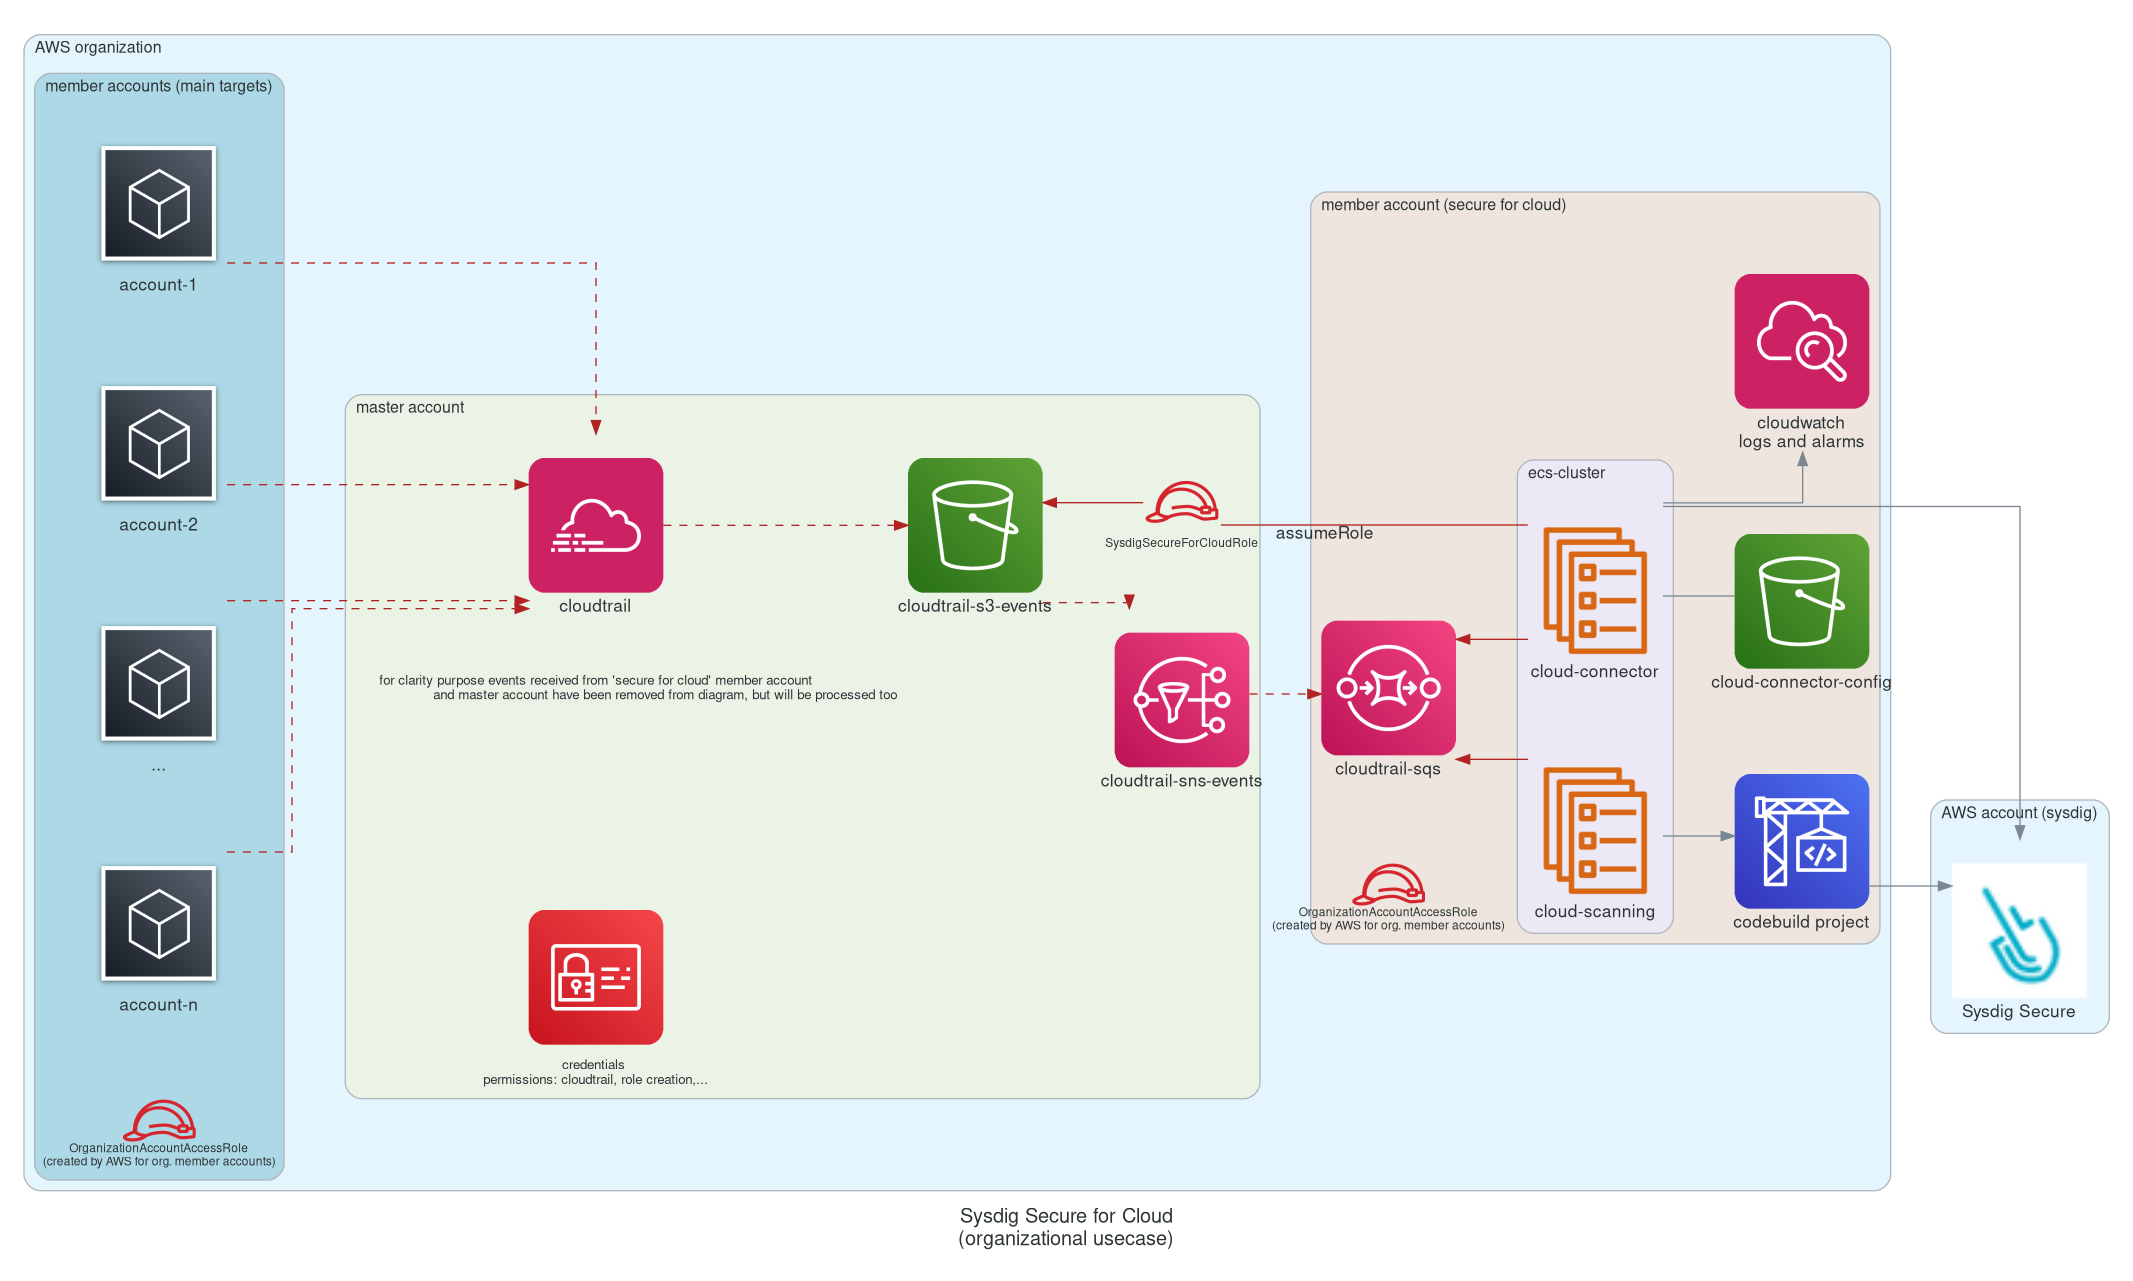 AWS organization
member accounts (main targets)
account-1
account-2
...
account-n
OrganizationAccountAccessRole
(created by AWS for org. member accounts)
master account
cloudtrail
cloudtrail-s3-events
SysdigSecureForCloudRole
assumeRole
for clarity purpose events received from 'secure for cloud' member account
and master account have been removed from diagram, but will be processed too
cloudtrail-sns-events
credentials
permissions: cloudtrail, role creation,...
member account (secure for cloud)
cloudwatch
logs and alarms
ecs-cluster
cloud-connector
cloud-connector-config
cloudtrail-sqs
OrganizationAccountAccessRole
(created by AWS for org. member accounts)
cloud-scanning
codebuild project
AWS account (sysdig)
Sysdig Secure
Sysdig Secure for Cloud
(organizational usecase)